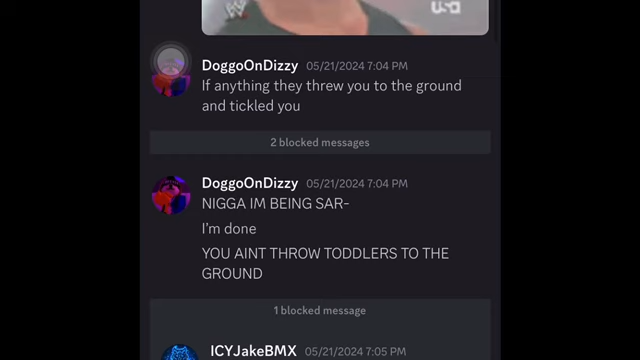 W
USA
DoggoOnDizzy 05/21/2024 7:04 PM
If anything they threw you to the ground
and tickled you
2 blocked messages
DoggoOnDizzy 05/21/2024 7:04 PM
NIGGA IM BEING SAR-
I'm done
YOU AINT THROW TODDLERS TO THE
GROUND
1 blocked message
ICYJakeBMX 05/21/2024 7:05 PM